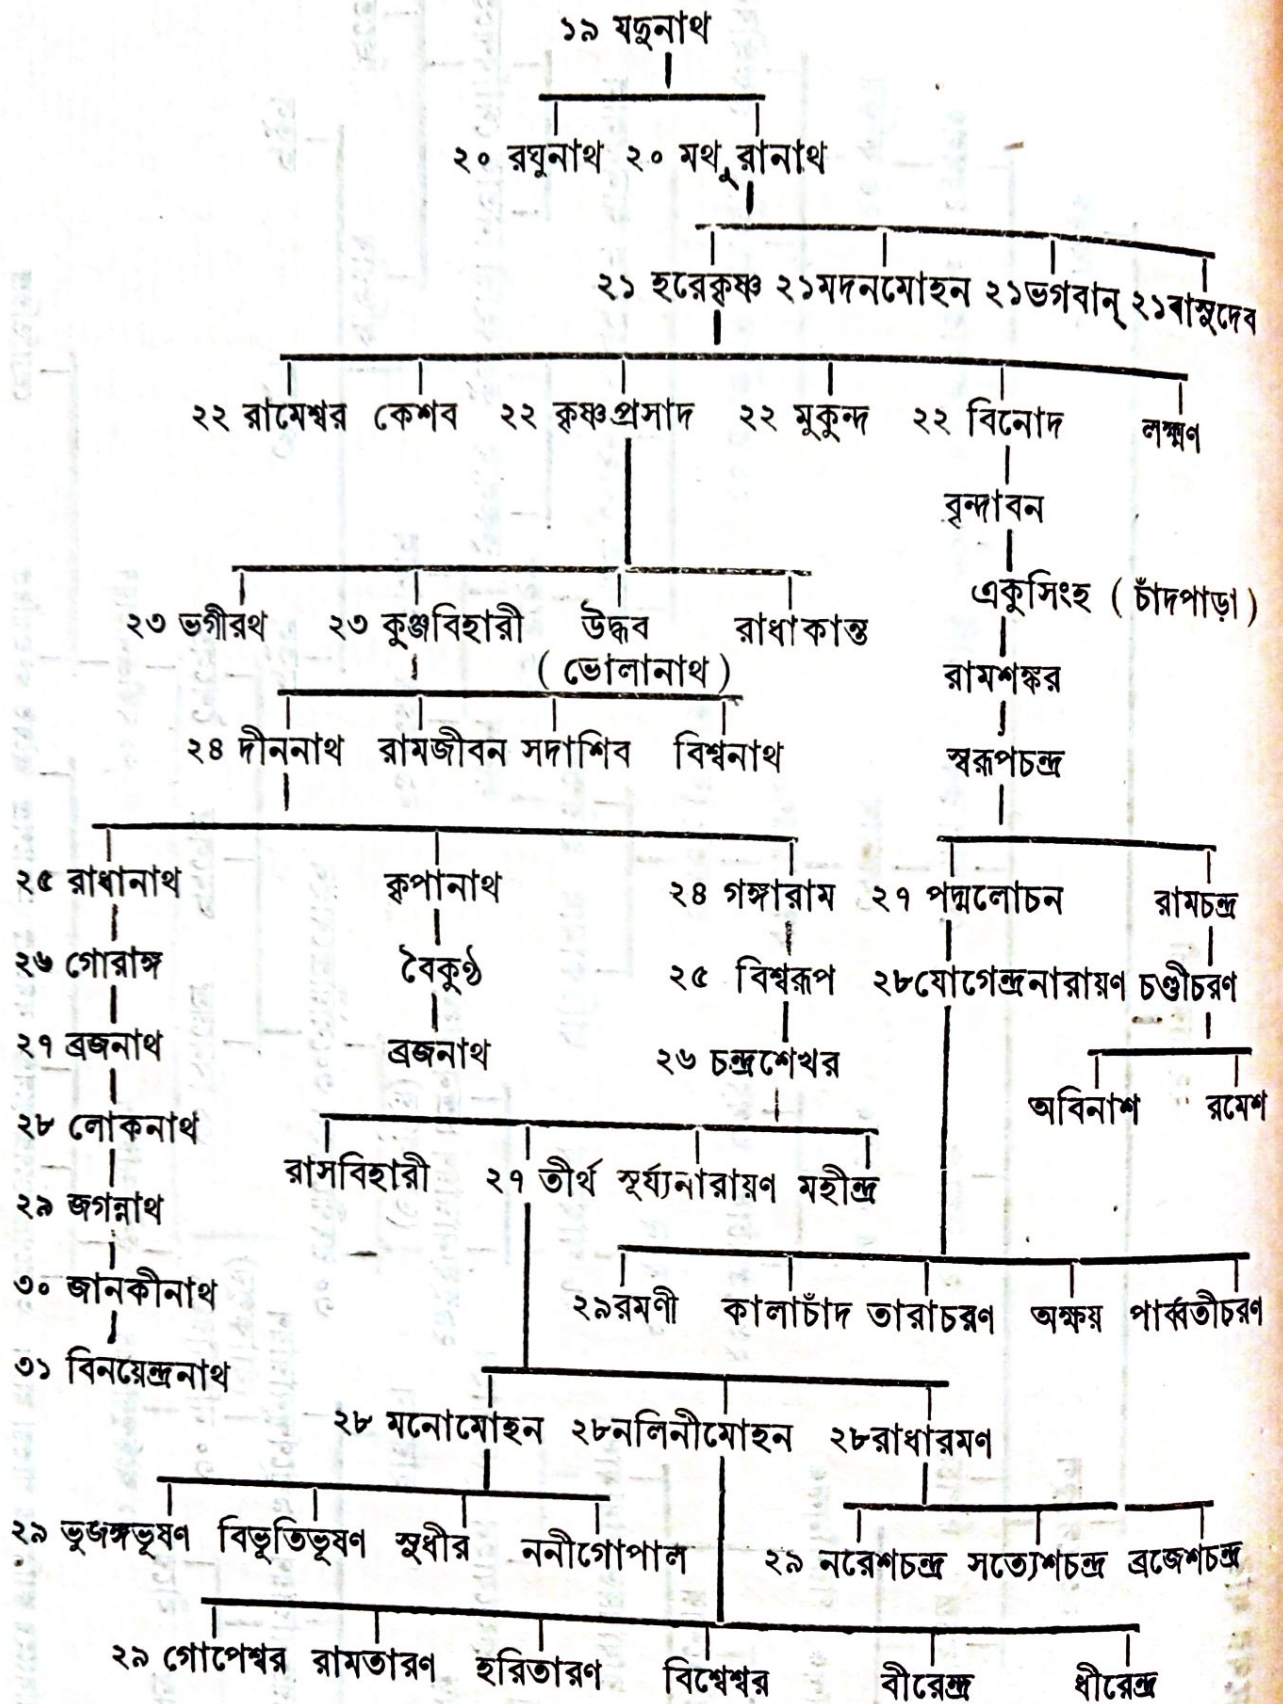 ১৯ যদুনাথ
২০ রঘুনাথ ২০ মথুরানাথ
২১ হরেকৃষ্ণ ২১মদনমোহন ২১ভগবান্ ২১বাসুদেব
২২ রামেশ্বর কেশব ২২ কৃষ্ণপ্রসাদ ২২ মুকুন্দ ২২ বিনোদ লক্ষ্মণ
বৃন্দাবন
একুসিংহ ( চাঁদপাড়া )
২৩ ভগীরথ ২৩ কুঞ্জবিহারী উদ্ধব রাধাকান্ত
( ভোলানাথ )
রামশঙ্কর
২৪ দীননাথ রামজীবন সদাশিব বিশ্বনাথ স্বরূপচন্দ্র
২৫ রাধানাথ কৃপানাথ ২৪ গঙ্গারাম ২৭ পদ্মলোচন রামচন্দ্র
২৬ গোরাঙ্গ বৈকুণ্ঠ ২৫ বিশ্বরূপ ২৮যোগেন্দ্রনারায়ণ চণ্ডীচরণ
২৭ ব্রজনাথ ব্রজনাথ ২৬ চন্দ্রশেখর
অবিনাশ রমেশ
২৮ লোকনাথ
রাসবিহারী ২৭ তীর্থ সূর্য্যনারায়ণ মহীন্দ্র
২৯ জগন্নাথ
৩০ জানকীনাথ
২৯রমণী কালাচাঁদ তারাচরণ অক্ষয় পার্ব্বতীচরণ
৩১ বিনয়েন্দ্রনাথ
২৮ মনোমোহন ২৮নলিনীমোহন ২৮রাধারমণ
২৯ ভুজঙ্গভূষণ বিভূতিভূষণ সুধীর ননীগোপাল ২৯ নরেশচন্দ্র সত্যেশচন্দ্র ব্রজেশচন্দ্র
২৯ গোপেশ্বর রামতারণ হরিতারণ বিশ্বেশ্বর বীরেন্দ্র ধীরেন্দ্র